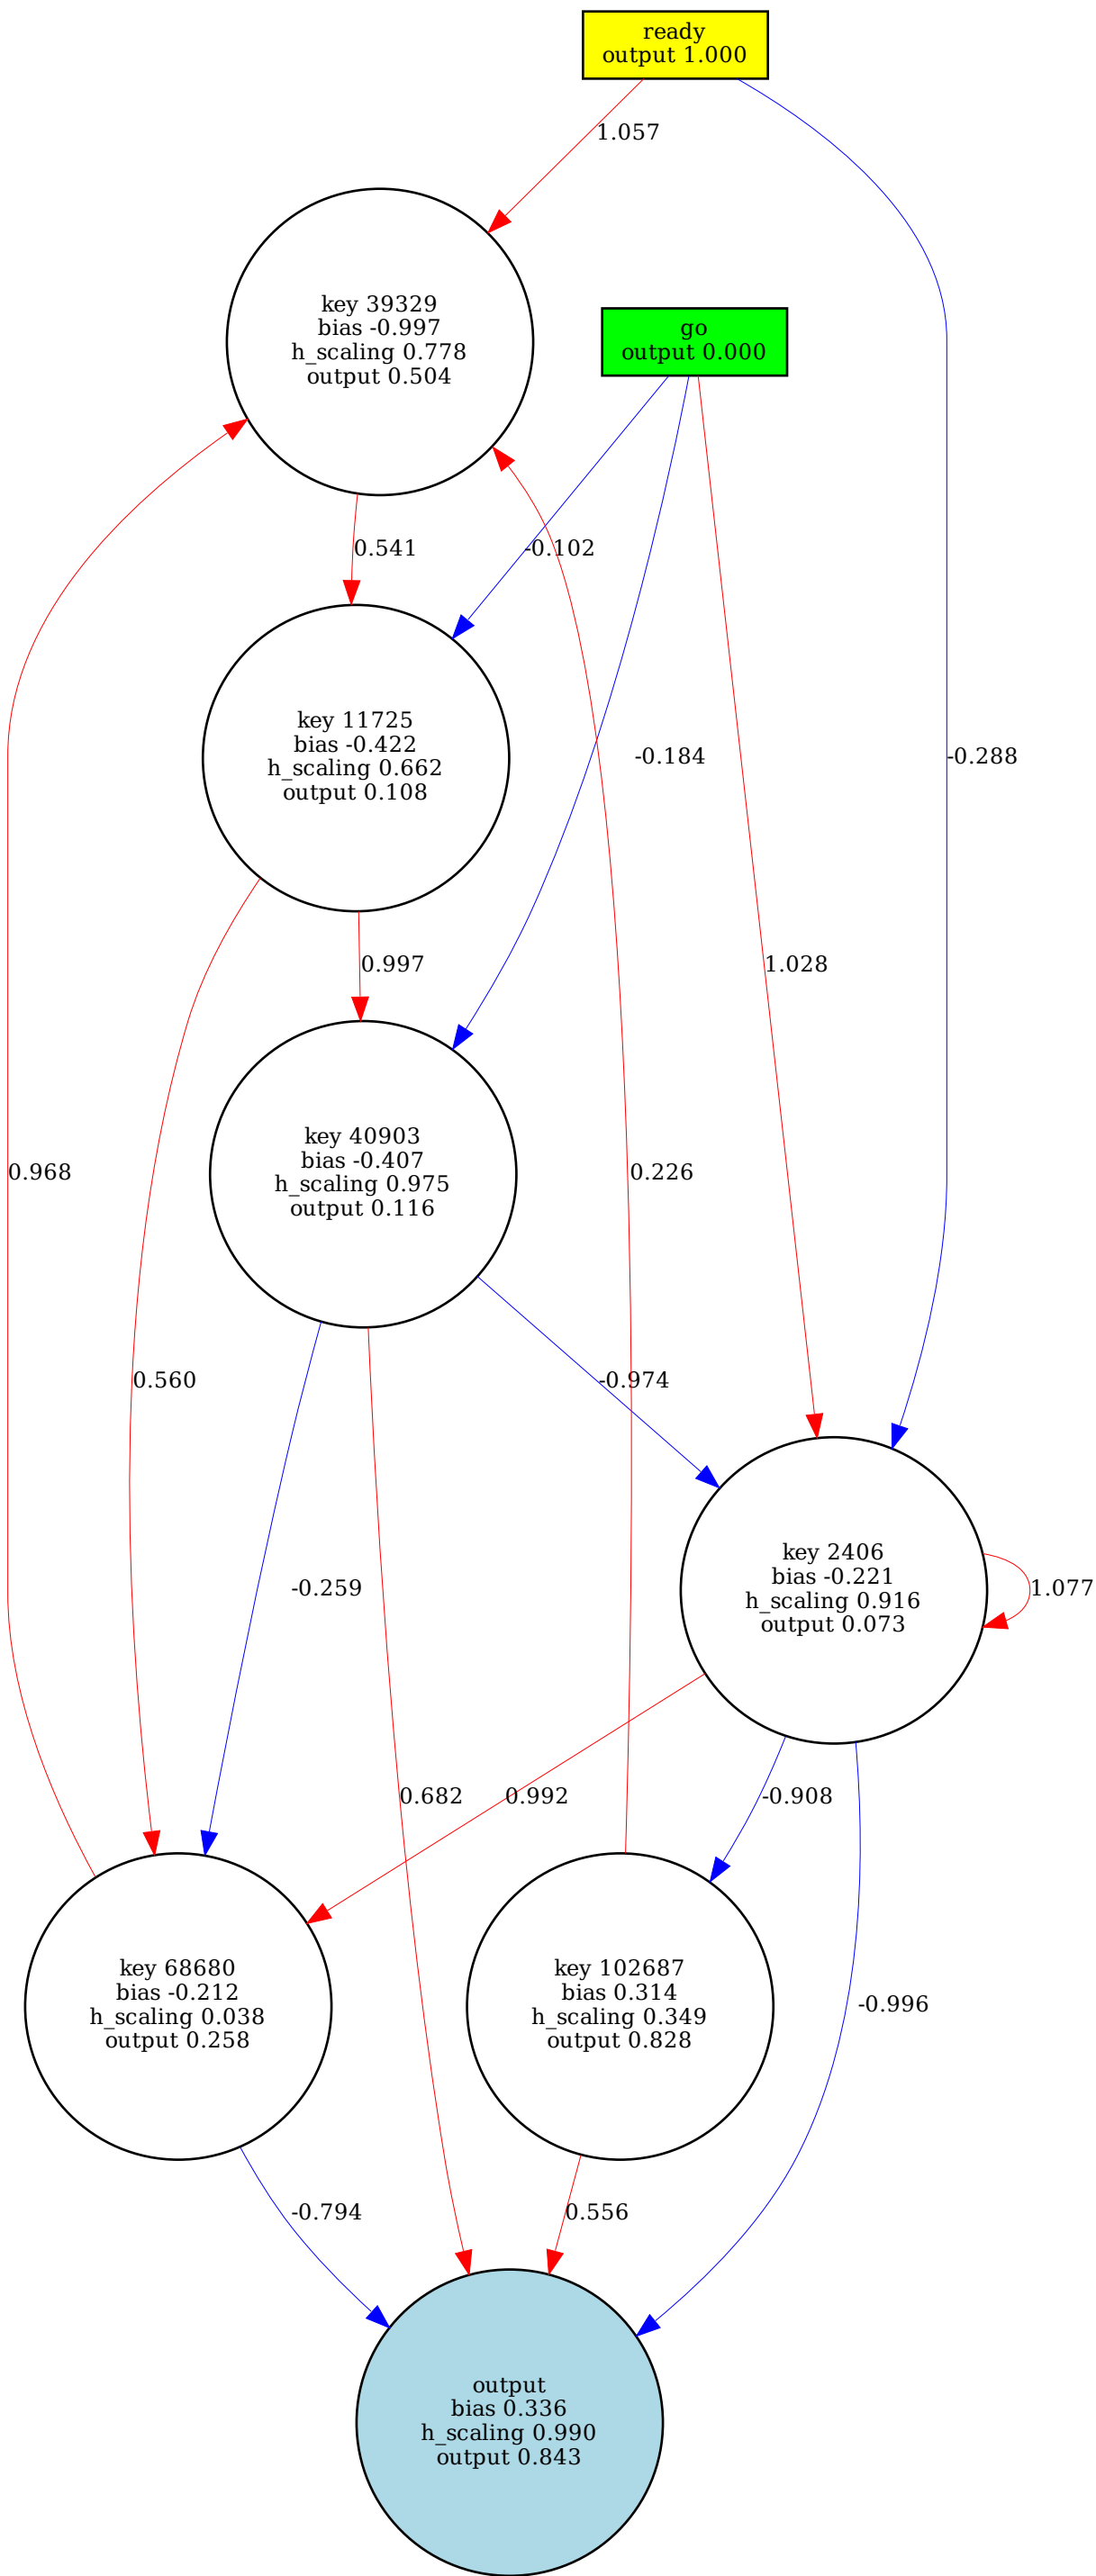 ready
output 1.000
1.057
key 39329
bias -0.997
h_scaling 0.778
output 0.504
go
output 0.000
0.541
-0.102
key 11725
bias -0.422
h_scaling 0.662
output 0.108
-0.184
-0.288
0.997
1.028
key 40903
bias -0.407
h_scaling 0.975
output 0.116
0.968
0.226
0.560
-0.974
key 2406
bias -0.221
h_scaling 0.916
output 0.073
-0.259
1.077
0.682
0.992
-0.908
key 68680
bias -0.212
h_scaling 0.038
output 0.258
key 102687
bias 0.314
h_scaling 0.349
output 0.828
-0.996
-0.794
0.556
output
bias 0.336
h_scaling 0.990
output 0.843